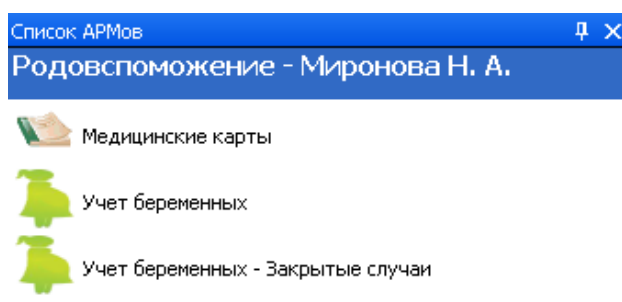 Список АРМов
Родовспоможение - Миронова Н. А.
Медицинские карты
Учет беременных
Учет беременных - Закрытые случаи